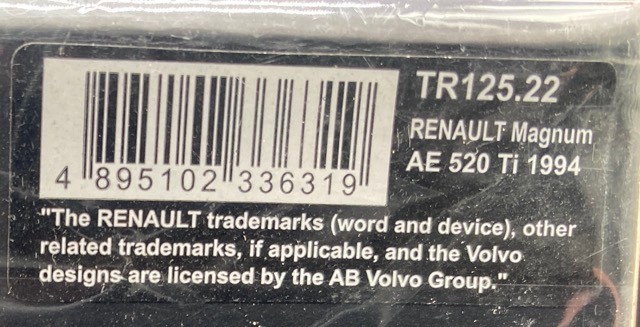 TR125.22
RENAULT Magnum
AE 520 Ti 1994
4 895102 336319
"The RENAULT trademarks (word and device), other
related trademarks, if applicable, and the Volvo
designs are licensed by the AB Volvo Group."